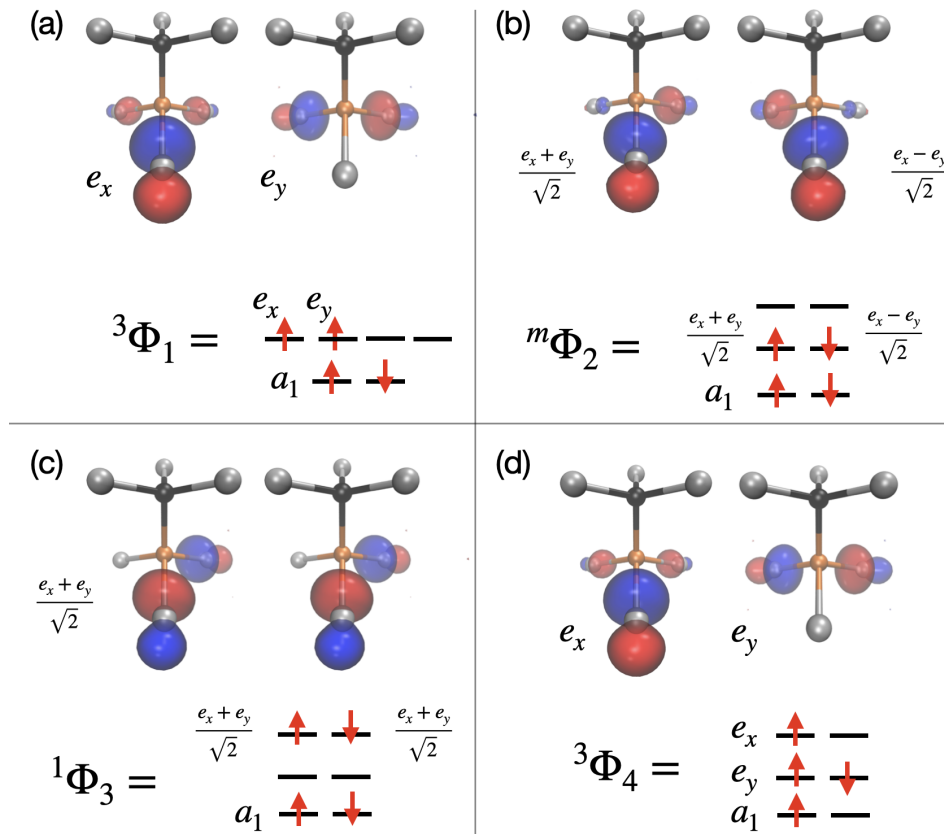 (a)
e_x
e_y
³Φ₁ =
e_x e_y
a₁
(b)
(e_x + e_y)/√2
(e_x − e_y)/√2
ᵐΦ₂ =
(e_x + e_y)/√2
(e_x − e_y)/√2
a₁
(c)
(e_x + e_y)/√2
¹Φ₃ =
(e_x + e_y)/√2
(e_x + e_y)/√2
a₁
(d)
e_x
e_y
³Φ₄ =
e_x
e_y
a₁